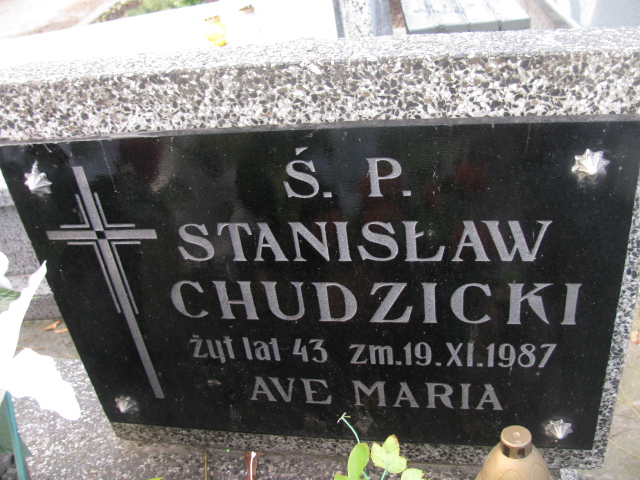 Ś. P.
STANISŁAW
CHUDZICKI
żył lat 43 zm.19.XI.1987
AVE MARIA